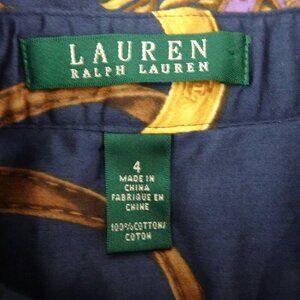 LAUREN
RALPH LAUREN
4
MADE IN
CHINA
FABRIQUE EN
CHINE
100%COTTON/
COTON